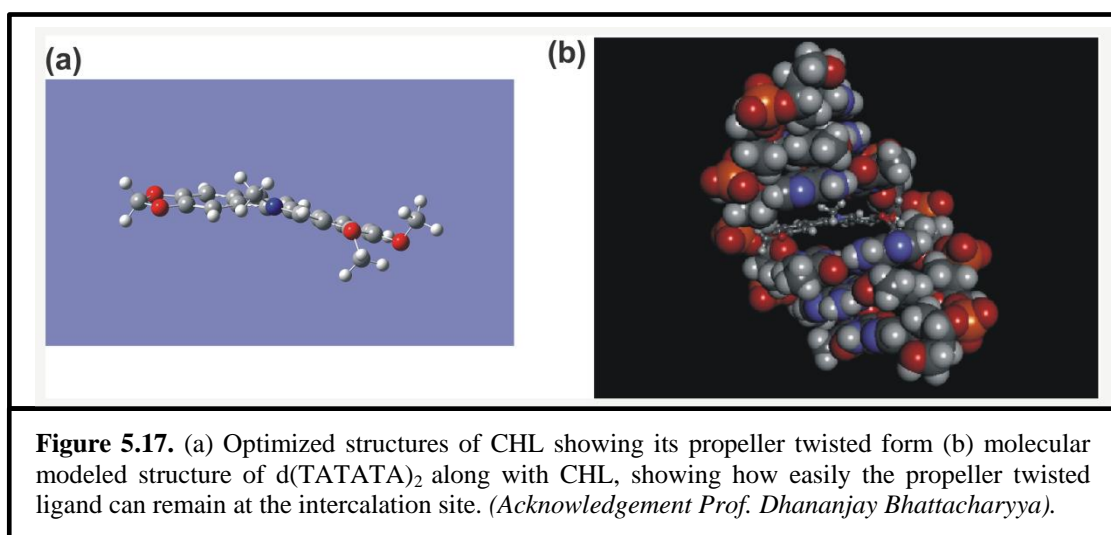 (a)
(b)
Figure 5.17. (a) Optimized structures of CHL showing its propeller twisted form (b) molecular
modeled structure of d(TATATA)₂ along with CHL, showing how easily the propeller twisted
ligand can remain at the intercalation site. (Acknowledgement Prof. Dhananjay Bhattacharyya).